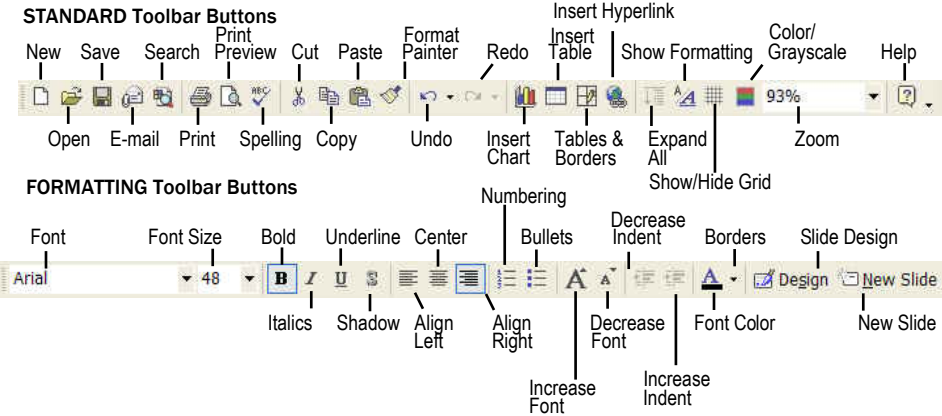 STANDARD Toolbar Buttons
Insert Hyperlink
New
Save
Search
Print
Preview
Cut
Paste
Format
Painter
Redo
Insert
Table
Show Formatting
Color/
Grayscale
Help
ABC
A
A
93%
?
Open
E-mail
Print
Spelling
Copy
Undo
Insert
Chart
Tables &
Borders
Expand
All
Show/Hide Grid
Zoom
FORMATTING Toolbar Buttons
Numbering
Font
Font Size
Bold
Underline
Center
Bullets
Decrease
Indent
Borders
Slide Design
Arial
48
B
I
U
S
A
A
A
Design
New Slide
Italics
Shadow
Align
Left
Align
Right
Decrease
Font
Font Color
New Slide
Increase
Font
Increase
Indent